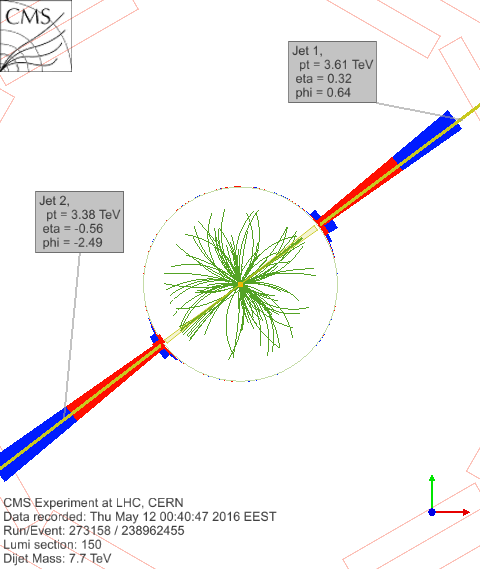 CMS
Jet 1,
pt = 3.61 TeV
eta = 0.32
phi = 0.64
Jet 2,
pt = 3.38 TeV
eta = -0.56
phi = -2.49
CMS Experiment at LHC, CERN
Data recorded: Thu May 12 00:40:47 2016 EEST
Run/Event: 273158 / 238962455
Lumi section: 150
Dijet Mass: 7.7 TeV